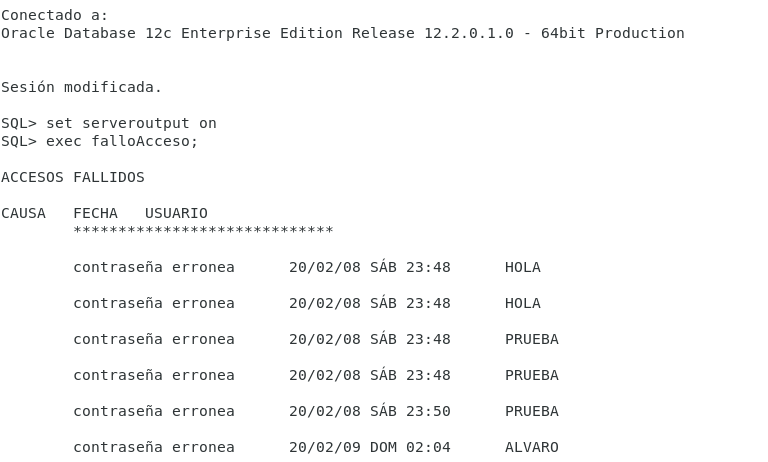 Conectado a:
Oracle Database 12c Enterprise Edition Release 12.2.0.1.0 - 64bit Production
Sesión modificada.
SQL> set serveroutput on
SQL> exec falloAcceso;
ACCESOS FALLIDOS
CAUSA FECHA USUARIO
*****************************
contraseña erronea 20/02/08 SÁB 23:48 HOLA
contraseña erronea 20/02/08 SÁB 23:48 HOLA
contraseña erronea 20/02/08 SÁB 23:48 PRUEBA
contraseña erronea 20/02/08 SÁB 23:48 PRUEBA
contraseña erronea 20/02/08 SÁB 23:50 PRUEBA
contraseña erronea 20/02/09 DOM 02:04 ALVARO